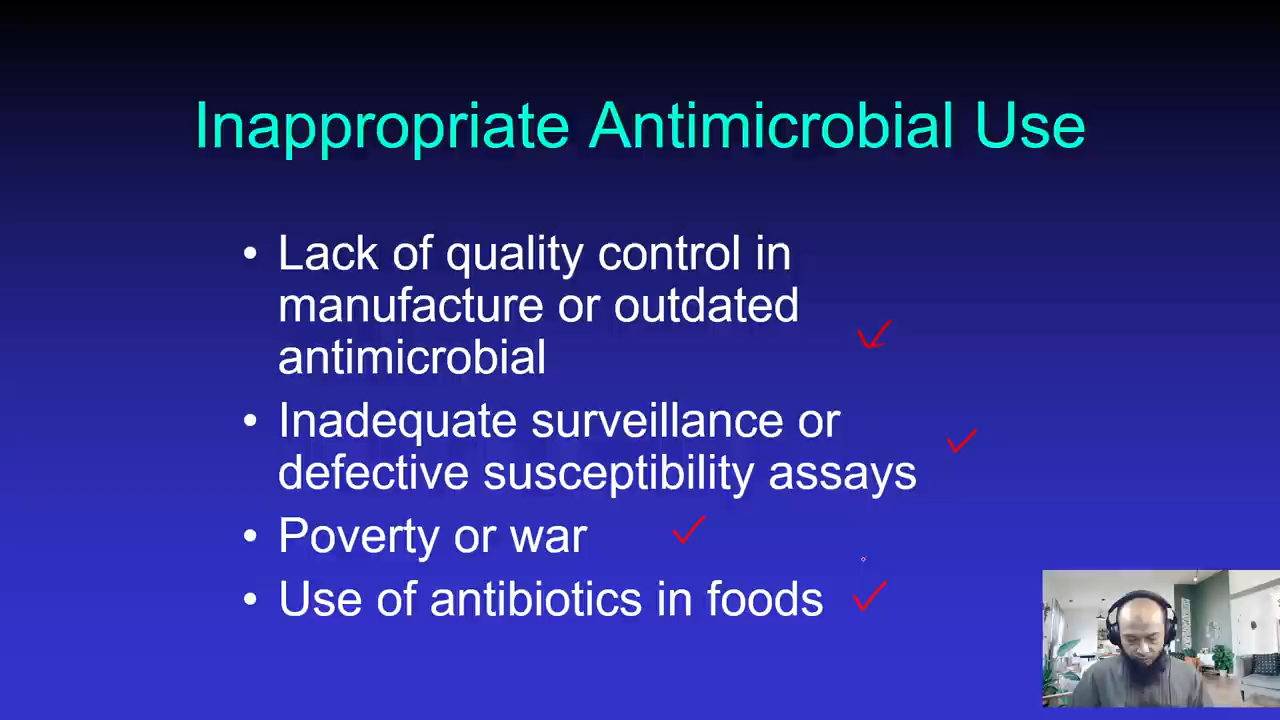 Inappropriate Antimicrobial Use
• Lack of quality control in
manufacture or outdated
antimicrobial
• Inadequate surveillance or
defective susceptibility assays
• Poverty or war
• Use of antibiotics in foods